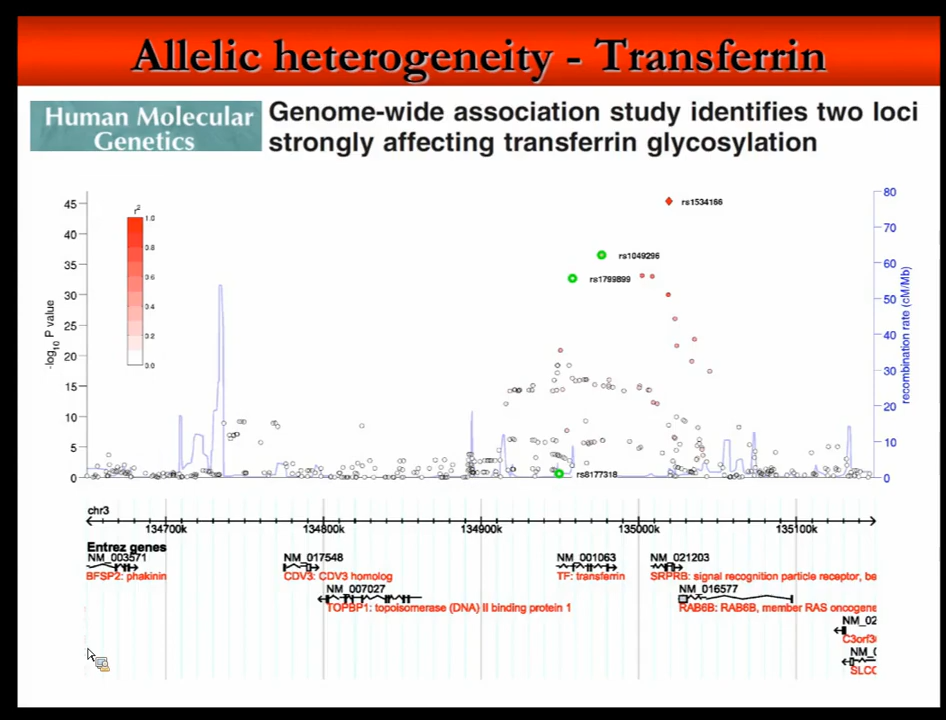 Allelic heterogeneity - Transferrin
Human Molecular
Genetics
Genome-wide association study identifies two loci
strongly affecting transferrin glycosylation
45
40
35
30
25
20
15
10
5
0
-log10 P value
r2
1.0
0.8
0.6
0.4
0.2
0.0
rs1534166
rs1049296
rs1799899
rs8177318
80
70
60
50
40
30
20
10
0
recombination rate (cM/Mb)
chr3
134700k 134800k 134900k 135000k 135100k
Entrez genes
NM_003571 NM_017548 NM_001063 NM_021203
BFSP2: phakinin CDV3: CDV3 homolog TF: transferrin SRPRB: signal recognition particle receptor, be
NM_007027 NM_016577
TOPBP1: topoisomerase (DNA) II binding protein 1 RAB6B: RAB6B, member RAS oncogene
NM_02
C3orf3
NM_0
SLCO